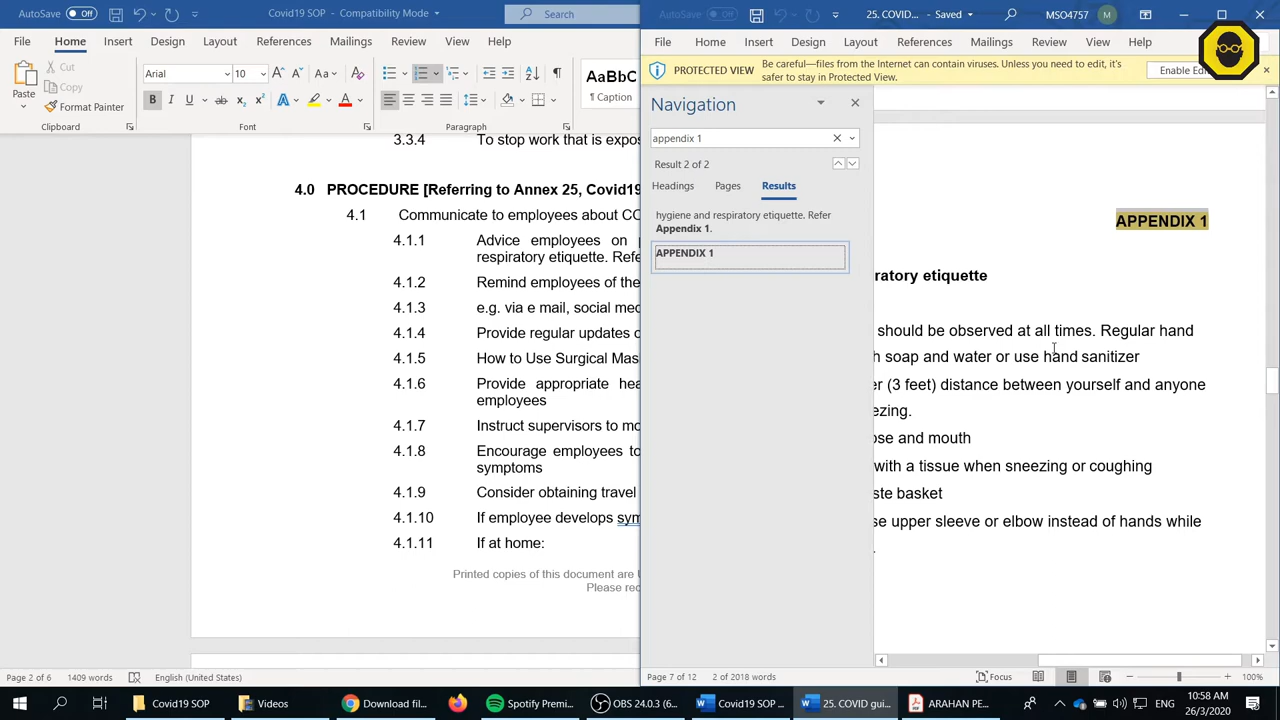 AutoSave Off Covid19 SOP - Compatibility Mode Search
File Home Insert Design Layout References Mailings Review View Help
Paste
Cut
Copy
Format Painter
Arial 10
B I U ab x₂ x²
AaBbC
¶ Caption
Clipboard Font Paragraph
3.3.4 To stop work that is expos
4.0 PROCEDURE [Referring to Annex 25, Covid19
4.1 Communicate to employees about CO
4.1.1 Advice employees on p
respiratory etiquette. Refe
4.1.2 Remind employees of the
4.1.3 e.g. via e mail, social med
4.1.4 Provide regular updates o
4.1.5 How to Use Surgical Mas
4.1.6 Provide appropriate hea
employees
4.1.7 Instruct supervisors to mo
4.1.8 Encourage employees to
symptoms
4.1.9 Consider obtaining travel
4.1.10 If employee develops sym
4.1.11 If at home:
Printed copies of this document are U
Please rec
Page 2 of 6 1409 words English (United States)
AutoSave Off 25. COVID... - Saved MSO4757 M
File Home Insert Design Layout References Mailings Review View Help
PROTECTED VIEW Be careful—files from the Internet can contain viruses. Unless you need to edit, it's
safer to stay in Protected View.
Enable Edi
Navigation
appendix 1
Result 2 of 2
Headings Pages Results
hygiene and respiratory etiquette. Refer
Appendix 1.
APPENDIX 1
APPENDIX 1
ratory etiquette
should be observed at all times. Regular hand
h soap and water or use hand sanitizer
er (3 feet) distance between yourself and anyone
ezing.
ose and mouth
with a tissue when sneezing or coughing
ste basket
se upper sleeve or elbow instead of hands while
Page 7 of 12 2 of 2018 words Focus 100%
Covid19 SOP Videos Download file... Spotify Premi... OBS 24.0.3 (6... Covid19 SOP ... 25. COVID gui... ARAHAN PE... ENG
10:58 AM
26/3/2020